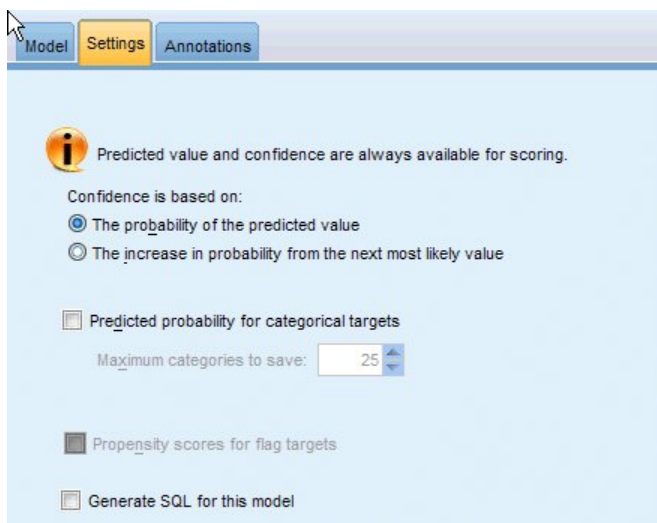 Model Settings Annotations
Predicted value and confidence are always available for scoring.
Confidence is based on:
The probability of the predicted value
The increase in probability from the next most likely value
Predicted probability for categorical targets
Maximum categories to save: 25
Propensity scores for flag targets
Generate SQL for this model